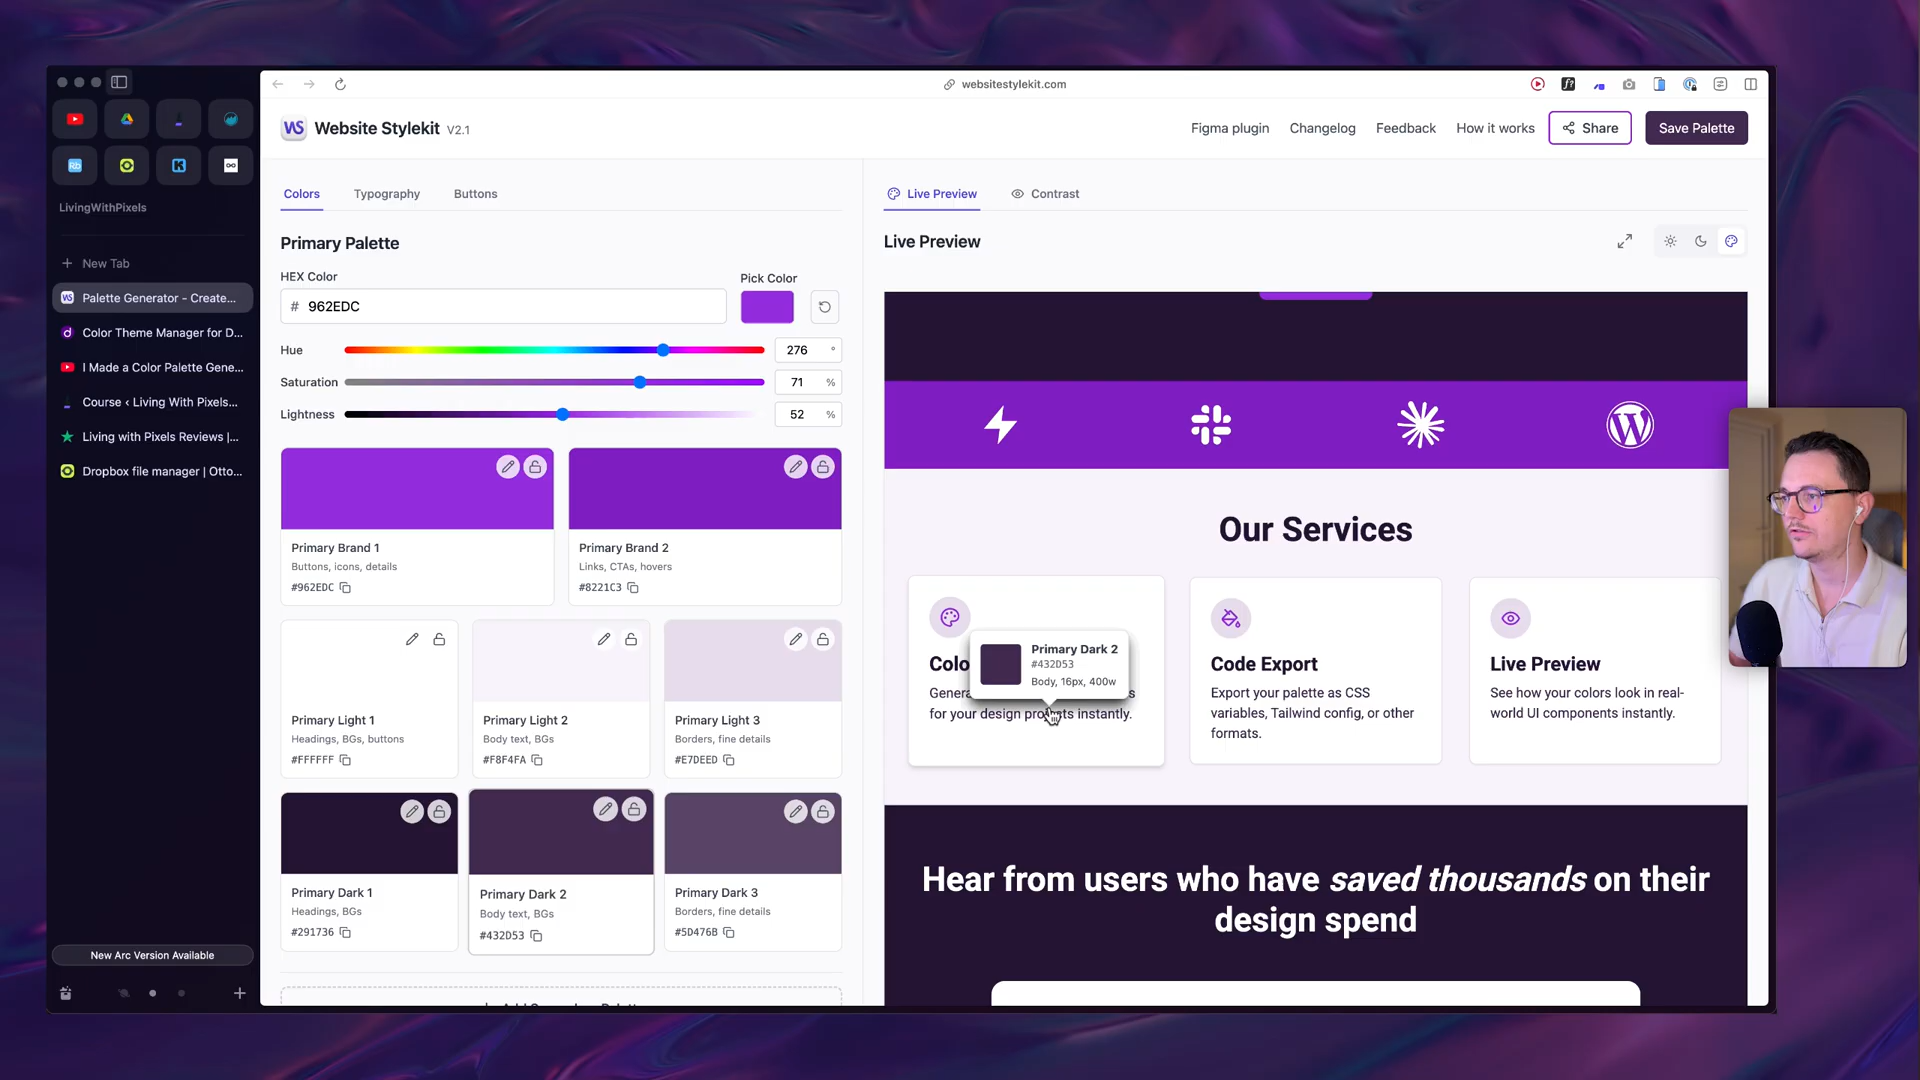 websitestylekit.com
LivingWithPixels
New Tab
Palette Generator - Create...
Color Theme Manager for D...
I Made a Color Palette Gene...
Course ‹ Living With Pixels...
Living with Pixels Reviews |...
Dropbox file manager | Otto...
New Arc Version Available
WS Website Stylekit V2.1
Figma plugin
Changelog
Feedback
How it works
Share
Save Palette
Colors
Typography
Buttons
Primary Palette
HEX Color
Pick Color
# 962EDC
Hue
276 °
Saturation
71 %
Lightness
52 %
Primary Brand 1
Buttons, icons, details
#962EDC
Primary Brand 2
Links, CTAs, hovers
#8221C3
Primary Light 1
Headings, BGs, buttons
#FFFFFF
Primary Light 2
Body text, BGs
#F8F4FA
Primary Light 3
Borders, fine details
#E7DEED
Primary Dark 1
Headings, BGs
#291736
Primary Dark 2
Body text, BGs
#432D53
Primary Dark 3
Borders, fine details
#5D476B
Live Preview
Contrast
Live Preview
Our Services
Primary Dark 2
#432D53
Body, 16px, 400w
for your design projects instantly.
Code Export
Export your palette as CSS
variables, Tailwind config, or other
formats.
Live Preview
See how your colors look in real-
world UI components instantly.
Hear from users who have saved thousands on their
design spend